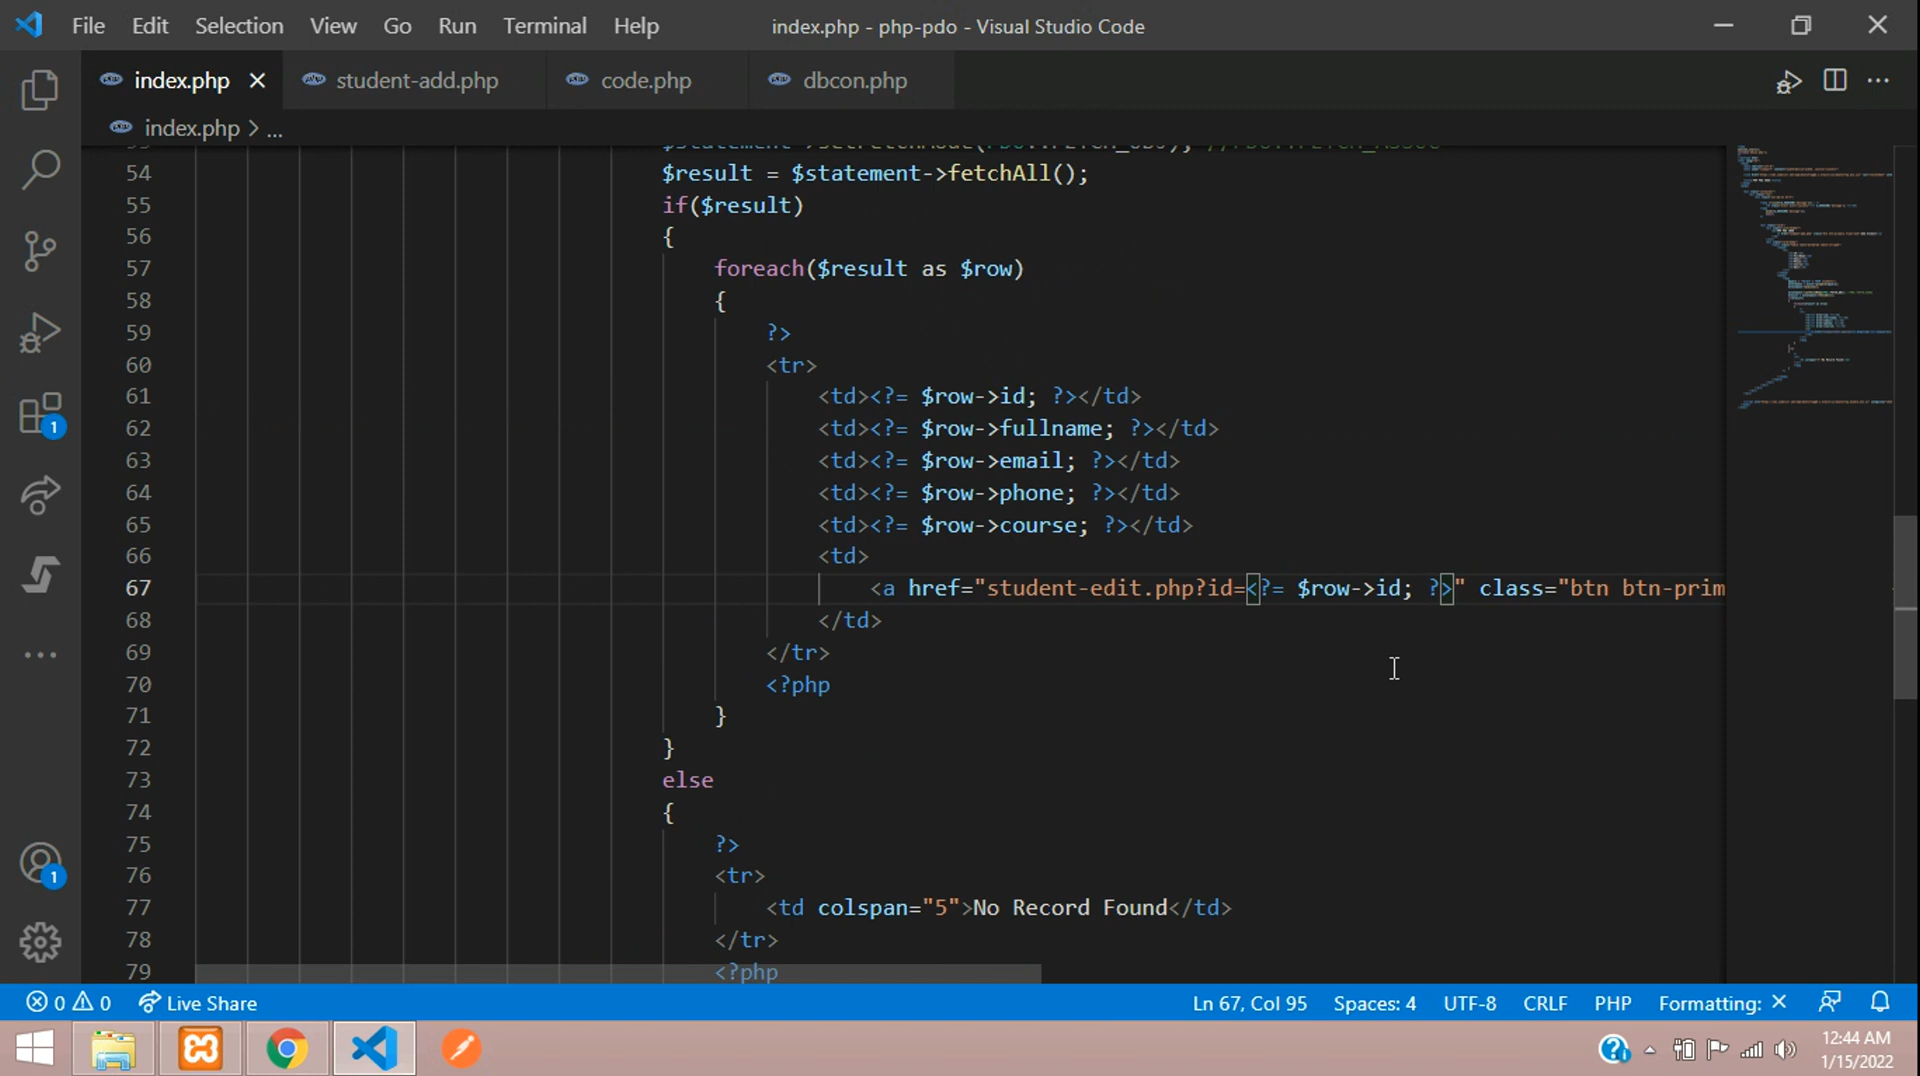 File Edit Selection View Go Run Terminal Help index.php - php-pdo - Visual Studio Code
index.php student-add.php code.php dbcon.php
index.php > ...
54 $result = $statement->fetchAll();
55 if($result)
56 {
57 foreach($result as $row)
58 {
59 ?>
60 <tr>
61 <td><?= $row->id; ?></td>
62 <td><?= $row->fullname; ?></td>
63 <td><?= $row->email; ?></td>
64 <td><?= $row->phone; ?></td>
65 <td><?= $row->course; ?></td>
66 <td>
67 <a href="student-edit.php?id=<?= $row->id; ?>" class="btn btn-prim
68 </td>
69 </tr>
70 <?php
71 }
72 }
73 else
74 {
75 ?>
76 <tr>
77 <td colspan="5">No Record Found</td>
78 </tr>
79 <?php
1
1
0 0 Live Share Ln 67, Col 95 Spaces: 4 UTF-8 CRLF PHP Formatting: ×
12:44 AM
1/15/2022